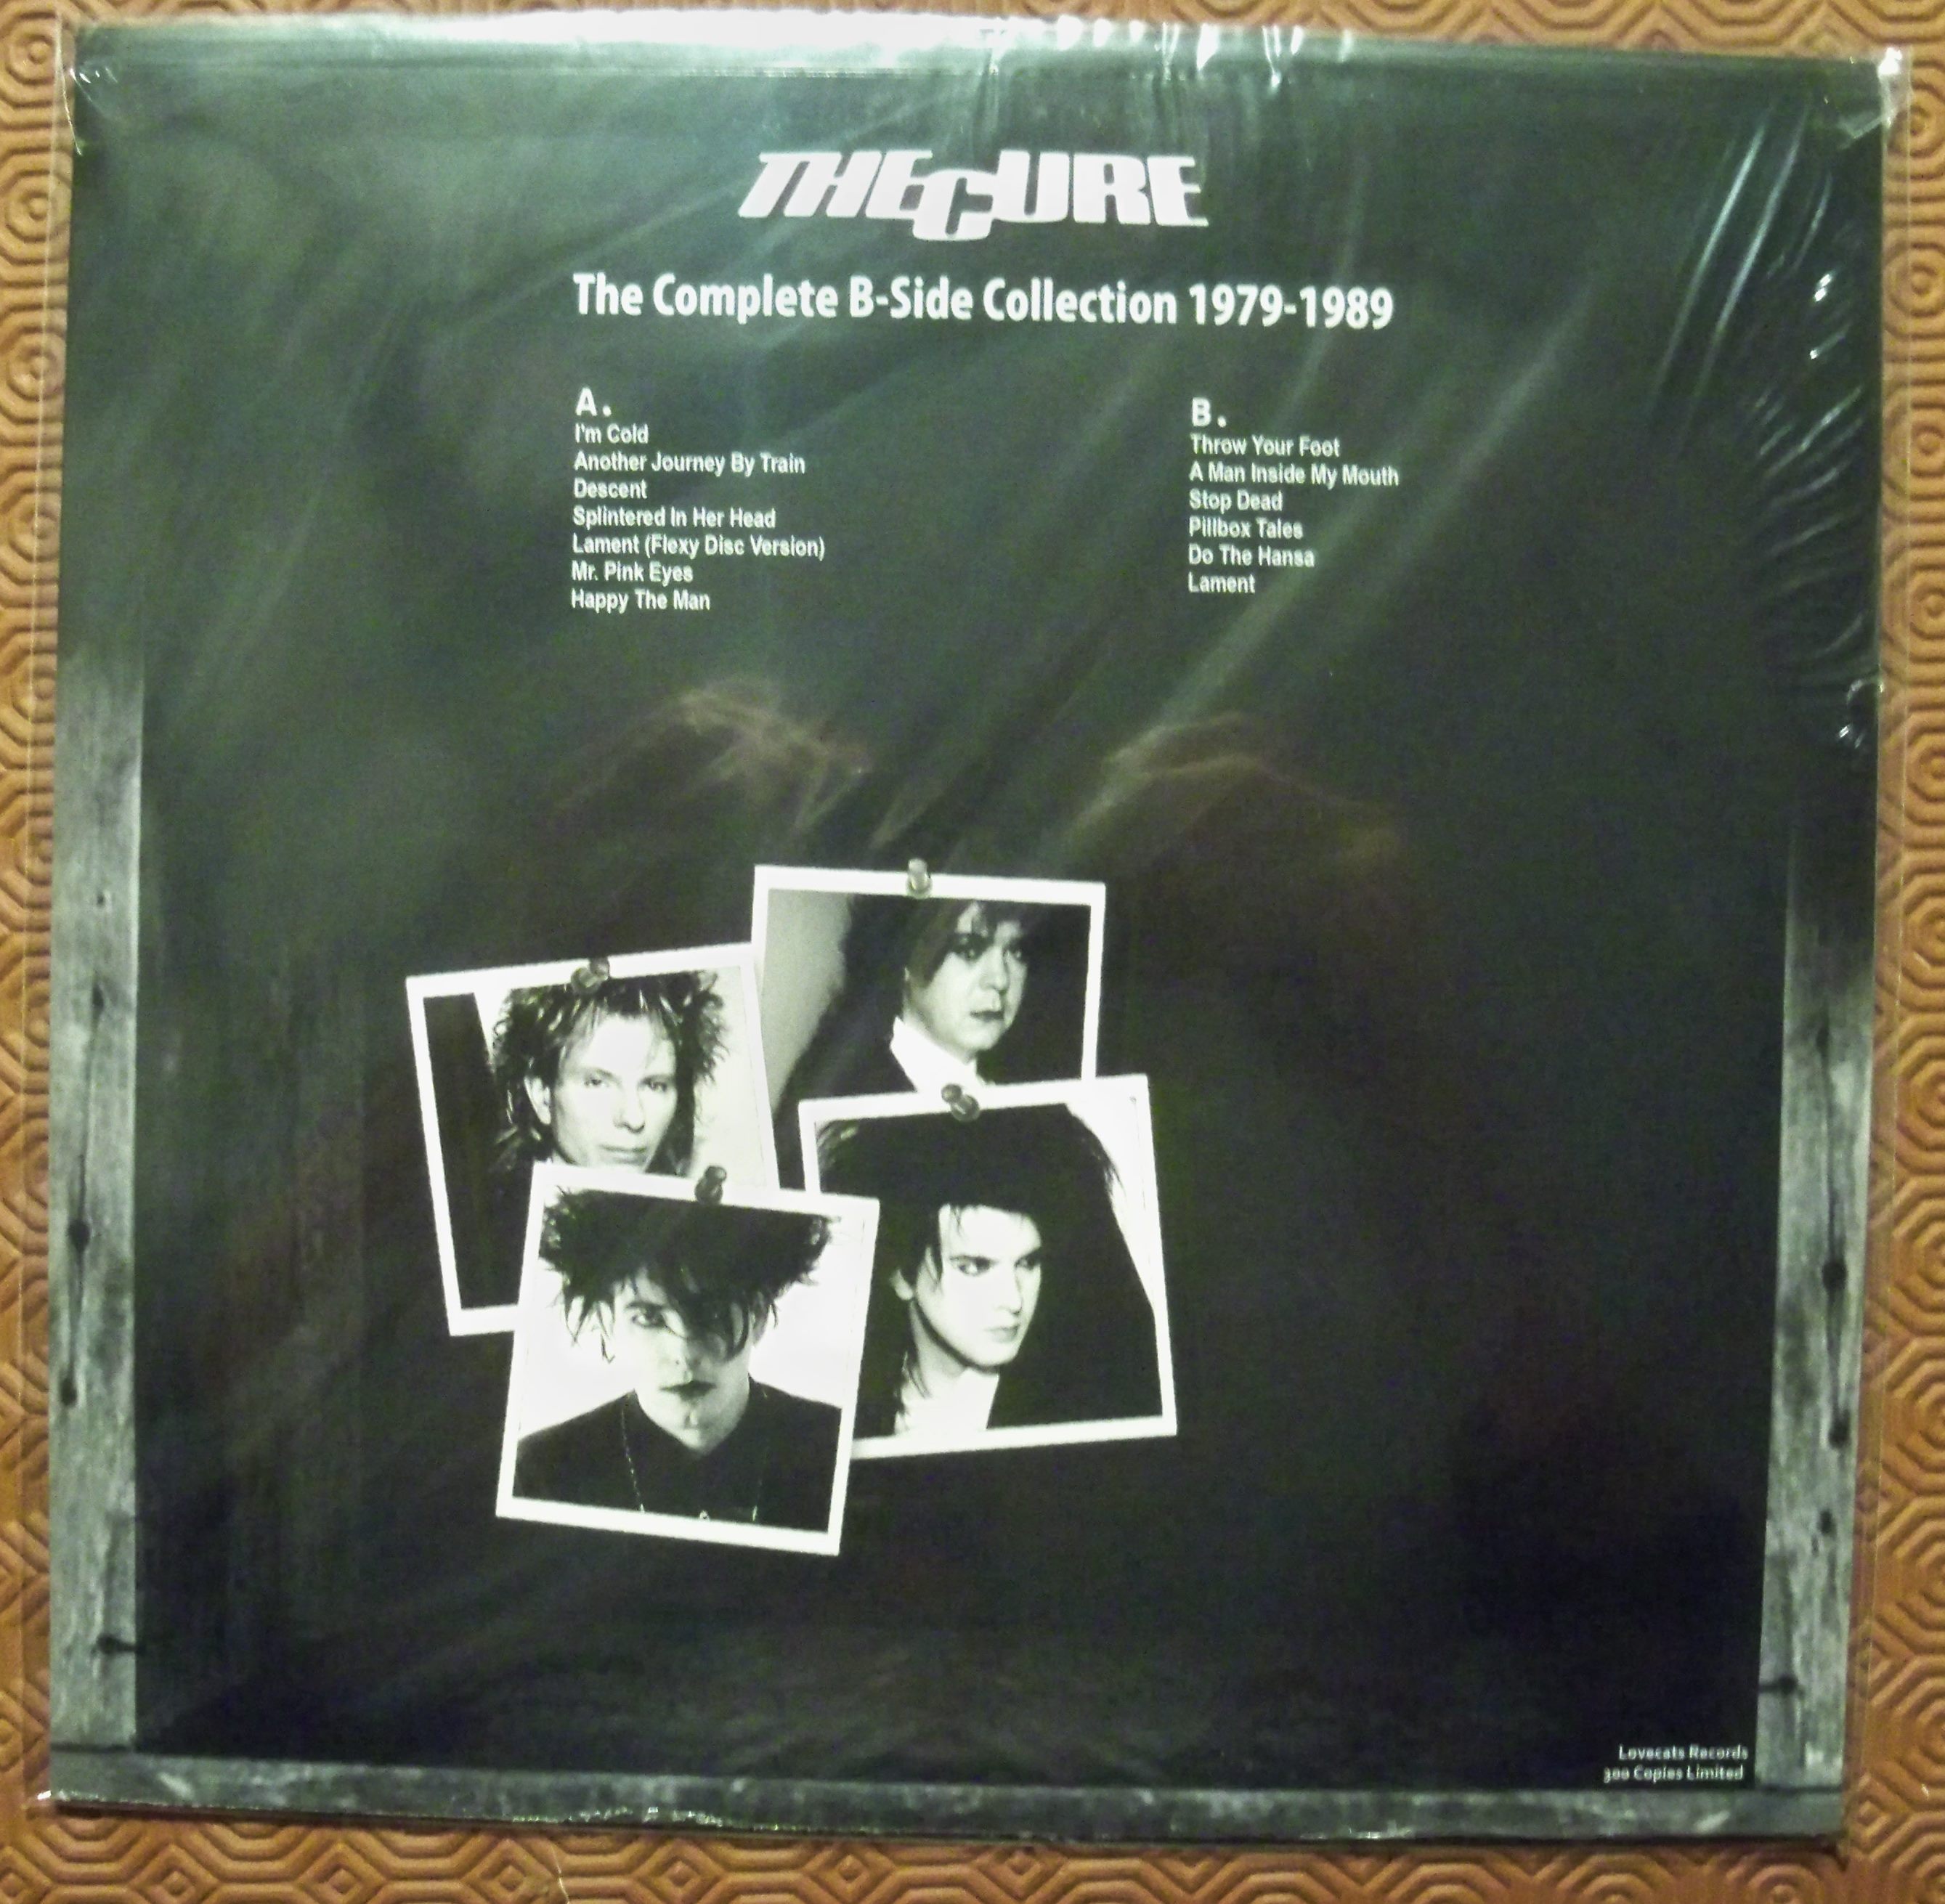 THE CURE
The Complete B-Side Collection 1979-1989
A.
I'm Cold
Another Journey By Train
Descent
Splintered In Her Head
Lament (Flexy Disc Version)
Mr. Pink Eyes
Happy The Man
B.
Throw Your Foot
A Man Inside My Mouth
Stop Dead
Pillbox Tales
Do The Hansa
Lament
Lovecats Records
300 Copies Limited